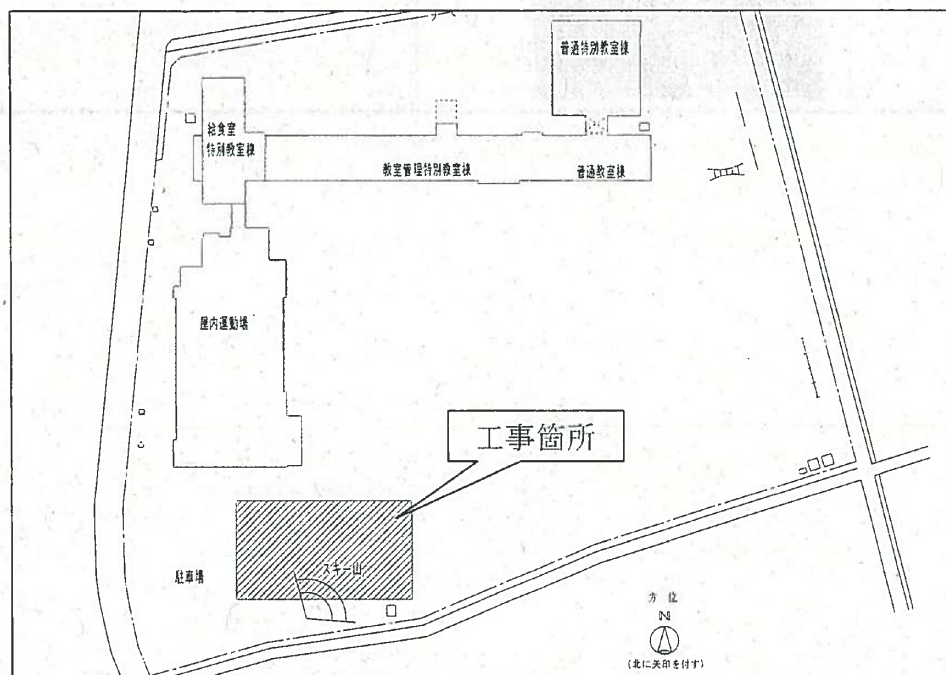 普通特別教室棟
給食室
特別教室棟
教室管理特別教室棟
普通教室棟
屋内運動場
工事箇所
スキー山
駐車場
方位
N
(北に矢印を付す)